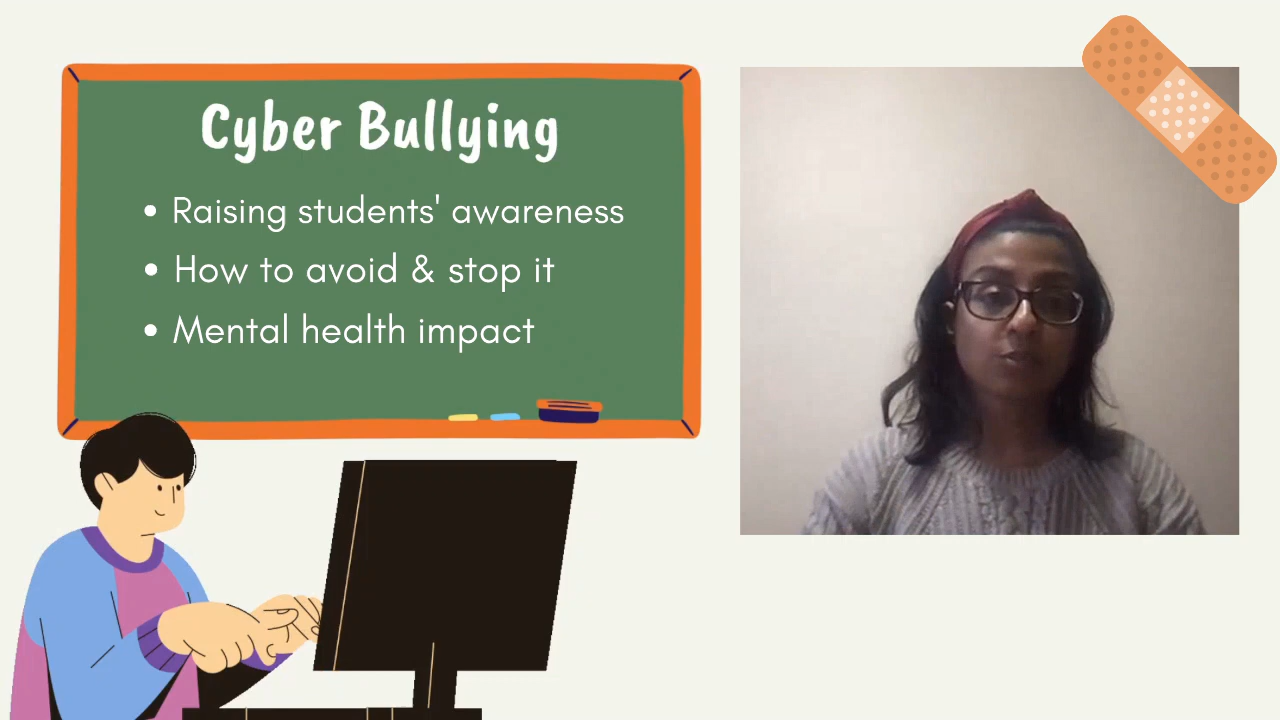 Cyber Bullying
• Raising students' awareness
• How to avoid & stop it
• Mental health impact